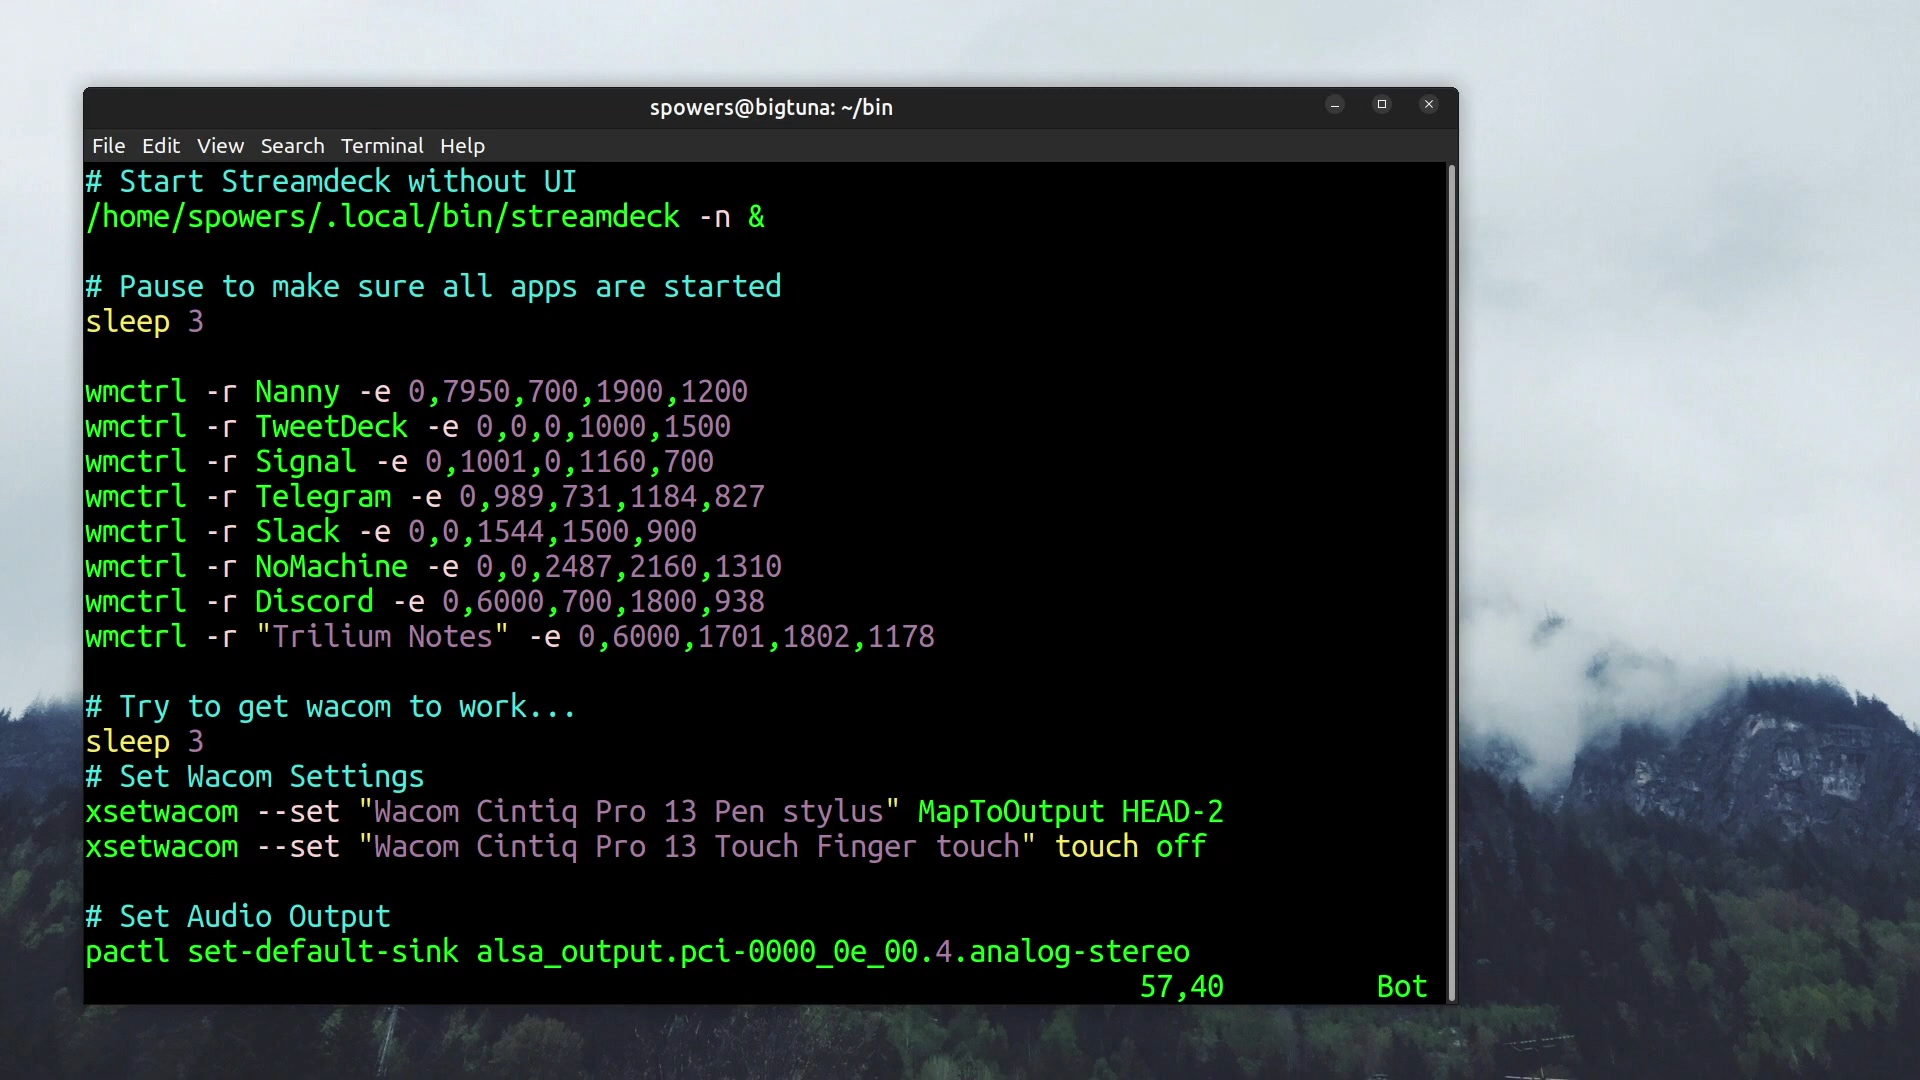 spowers@bigtuna: ~/bin
File Edit View Search Terminal Help
# Start Streamdeck without UI
/home/spowers/.local/bin/streamdeck -n &
# Pause to make sure all apps are started
sleep 3
wmctrl -r Nanny -e 0,7950,700,1900,1200
wmctrl -r TweetDeck -e 0,0,0,1000,1500
wmctrl -r Signal -e 0,1001,0,1160,700
wmctrl -r Telegram -e 0,989,731,1184,827
wmctrl -r Slack -e 0,0,1544,1500,900
wmctrl -r NoMachine -e 0,0,2487,2160,1310
wmctrl -r Discord -e 0,6000,700,1800,938
wmctrl -r "Trilium Notes" -e 0,6000,1701,1802,1178
# Try to get wacom to work...
sleep 3
# Set Wacom Settings
xsetwacom --set "Wacom Cintiq Pro 13 Pen stylus" MapToOutput HEAD-2
xsetwacom --set "Wacom Cintiq Pro 13 Touch Finger touch" touch off
# Set Audio Output
pactl set-default-sink alsa_output.pci-0000_0e_00.4.analog-stereo
57,40 Bot